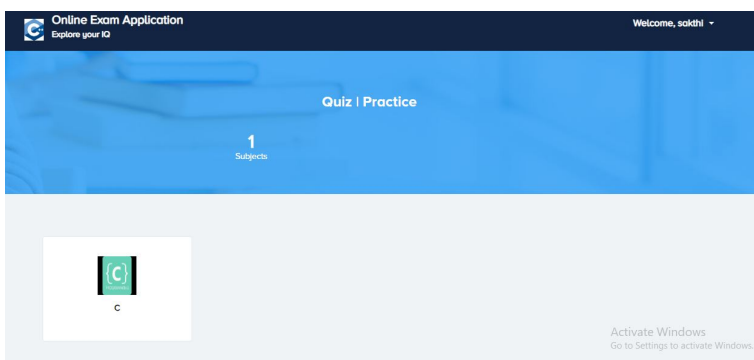 Online Exam Application
Explore your IQ
Welcome, sakthi
Quiz | Practice
1
Subjects
{C}
C
Activate Windows
Go to Settings to activate Windows.